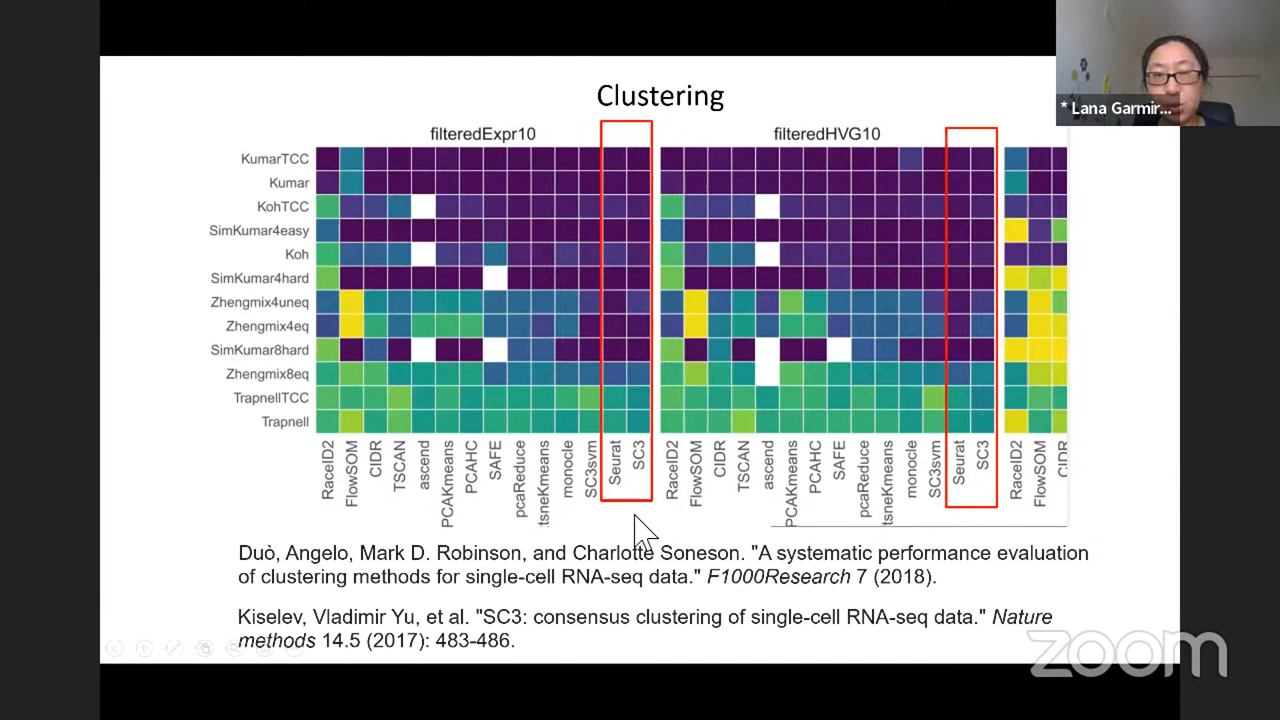 Clustering
* Lana Garmir...
filteredExpr10
filteredHVG10
KumarTCC
Kumar
KohTCC
SimKumar4easy
Koh
SimKumar4hard
Zhengmix4uneq
Zhengmix4eq
SimKumar8hard
Zhengmix8eq
TrapnellTCC
Trapnell
RaceID2
FlowSOM
CIDR
TSCAN
ascend
PCAKmeans
PCAHC
SAFE
pcaReduce
tsneKmeans
monocle
SC3svm
Seurat
SC3
RaceID2
FlowSOM
CIDR
TSCAN
ascend
PCAKmeans
PCAHC
SAFE
pcaReduce
tsneKmeans
monocle
SC3svm
Seurat
SC3
RaceID2
FlowSOM
CIDR
Duò, Angelo, Mark D. Robinson, and Charlotte Soneson. "A systematic performance evaluation
of clustering methods for single-cell RNA-seq data." F1000Research 7 (2018).
Kiselev, Vladimir Yu, et al. "SC3: consensus clustering of single-cell RNA-seq data." Nature
methods 14.5 (2017): 483-486.
zoom